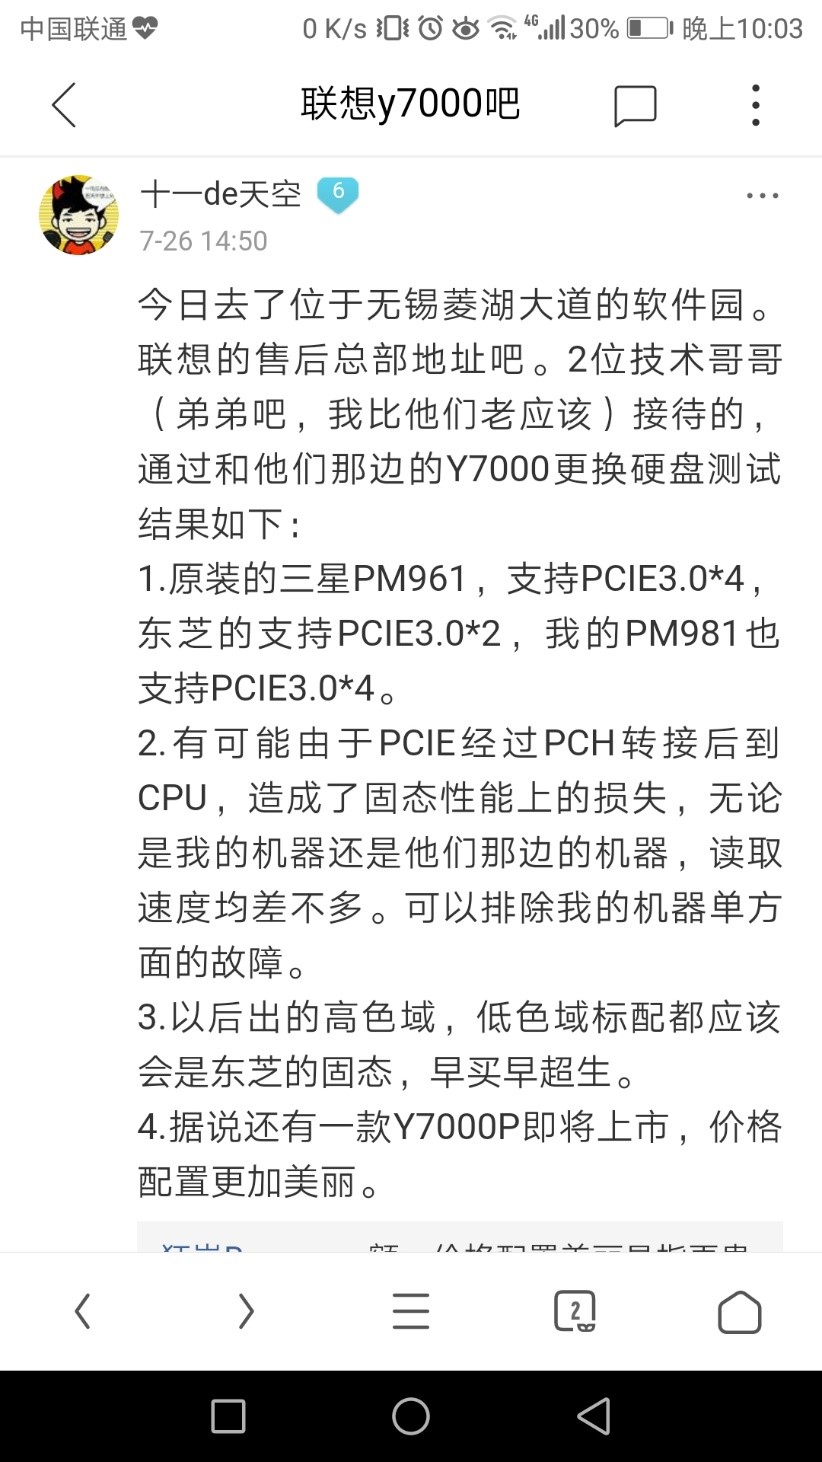 中国联通 0 K/s 4G 30% 晚上10:03
联想y7000吧
十一de天空 6
7-26 14:50
今日去了位于无锡菱湖大道的软件园。
联想的售后总部地址吧。2位技术哥哥
（弟弟吧，我比他们老应该）接待的，
通过和他们那边的Y7000更换硬盘测试
结果如下：
1.原装的三星PM961，支持PCIE3.0*4，
东芝的支持PCIE3.0*2，我的PM981也
支持PCIE3.0*4。
2.有可能由于PCIE经过PCH转接后到
CPU，造成了固态性能上的损失，无论
是我的机器还是他们那边的机器，读取
速度均差不多。可以排除我的机器单方
面的故障。
3.以后出的高色域，低色域标配都应该
会是东芝的固态，早买早超生。
4.据说还有一款Y7000P即将上市，价格
配置更加美丽。
2